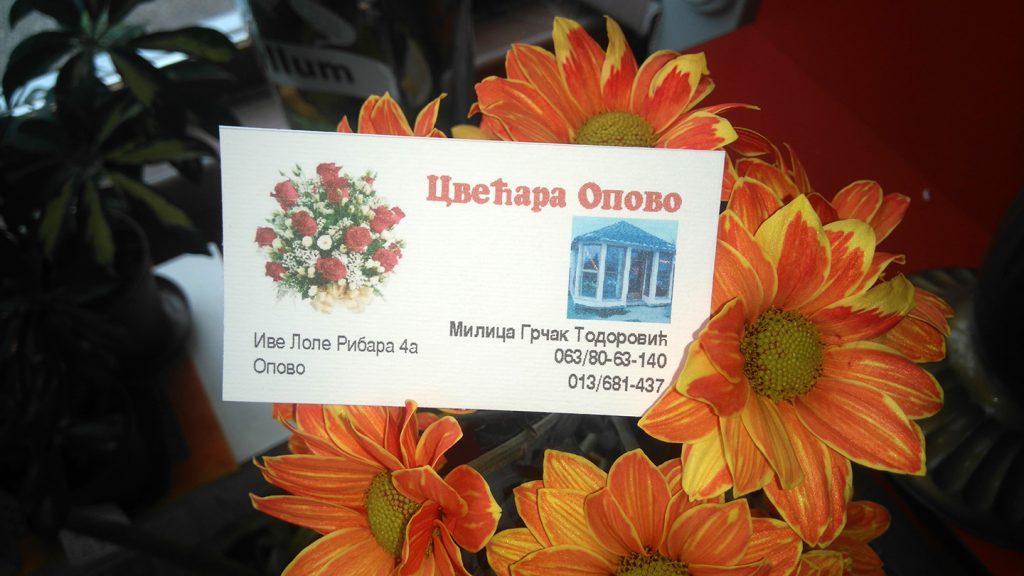 Цвећара Опово
Милица Грчак Тодоровић
063/80-63-140
013/681-437
Иве Лоле Рибара 4а
Опово